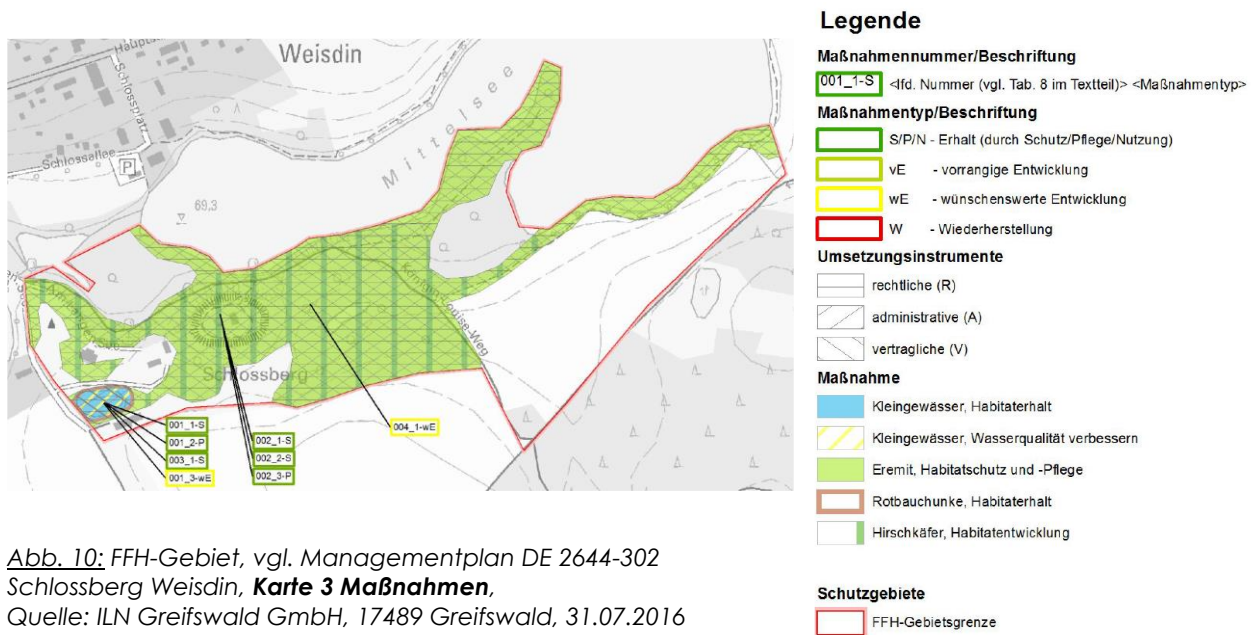 Weisdin
Schlossplatz
Schlossallee
P
Mittelsee
69,3
Schlossberg
001_1-S
001_2-P
003_1-S
001_3-wE
002_1-S
002_2-S
002_3-P
004_1-wE
Abb. 10: FFH-Gebiet, vgl. Managementplan DE 2644-302
Schlossberg Weisdin, Karte 3 Maßnahmen,
Quelle: ILN Greifswald GmbH, 17489 Greifswald, 31.07.2016
Legende
Maßnahmennummer/Beschriftung
001_1-S <lfd. Nummer (vgl. Tab. 8 im Textteil)> <Maßnahmentyp>
Maßnahmentyp/Beschriftung
S/P/N - Erhalt (durch Schutz/Pflege/Nutzung)
vE - vorrangige Entwicklung
wE - wünschenswerte Entwicklung
W - Wiederherstellung
Umsetzungsinstrumente
rechtliche (R)
administrative (A)
vertragliche (V)
Maßnahme
Kleingewässer, Habitaterhalt
Kleingewässer, Wasserqualität verbessern
Eremit, Habitatschutz und -Pflege
Rotbauchunke, Habitaterhalt
Hirschkäfer, Habitatentwicklung
Schutzgebiete
FFH-Gebietsgrenze